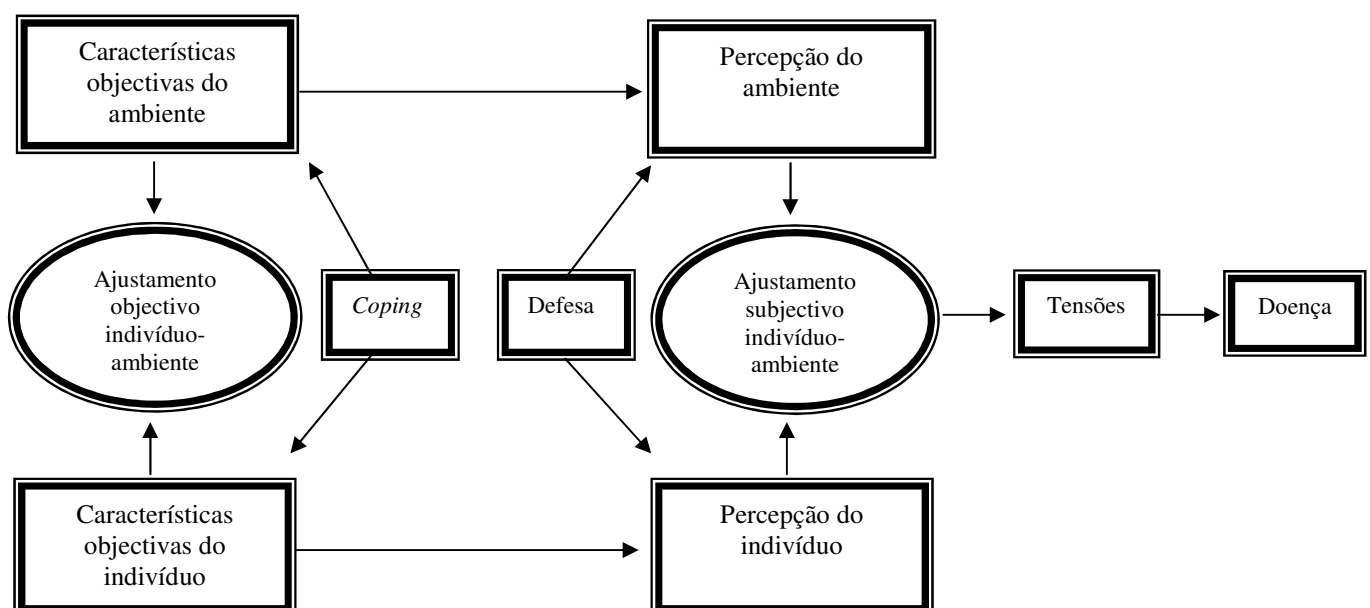 Características
objectivas do
ambiente
Percepção do
ambiente
Ajustamento
objectivo
indivíduo-
ambiente
Coping
Defesa
Ajustamento
subjectivo
indivíduo-
ambiente
Tensões
Doença
Características
objectivas do
indivíduo
Percepção do
indivíduo